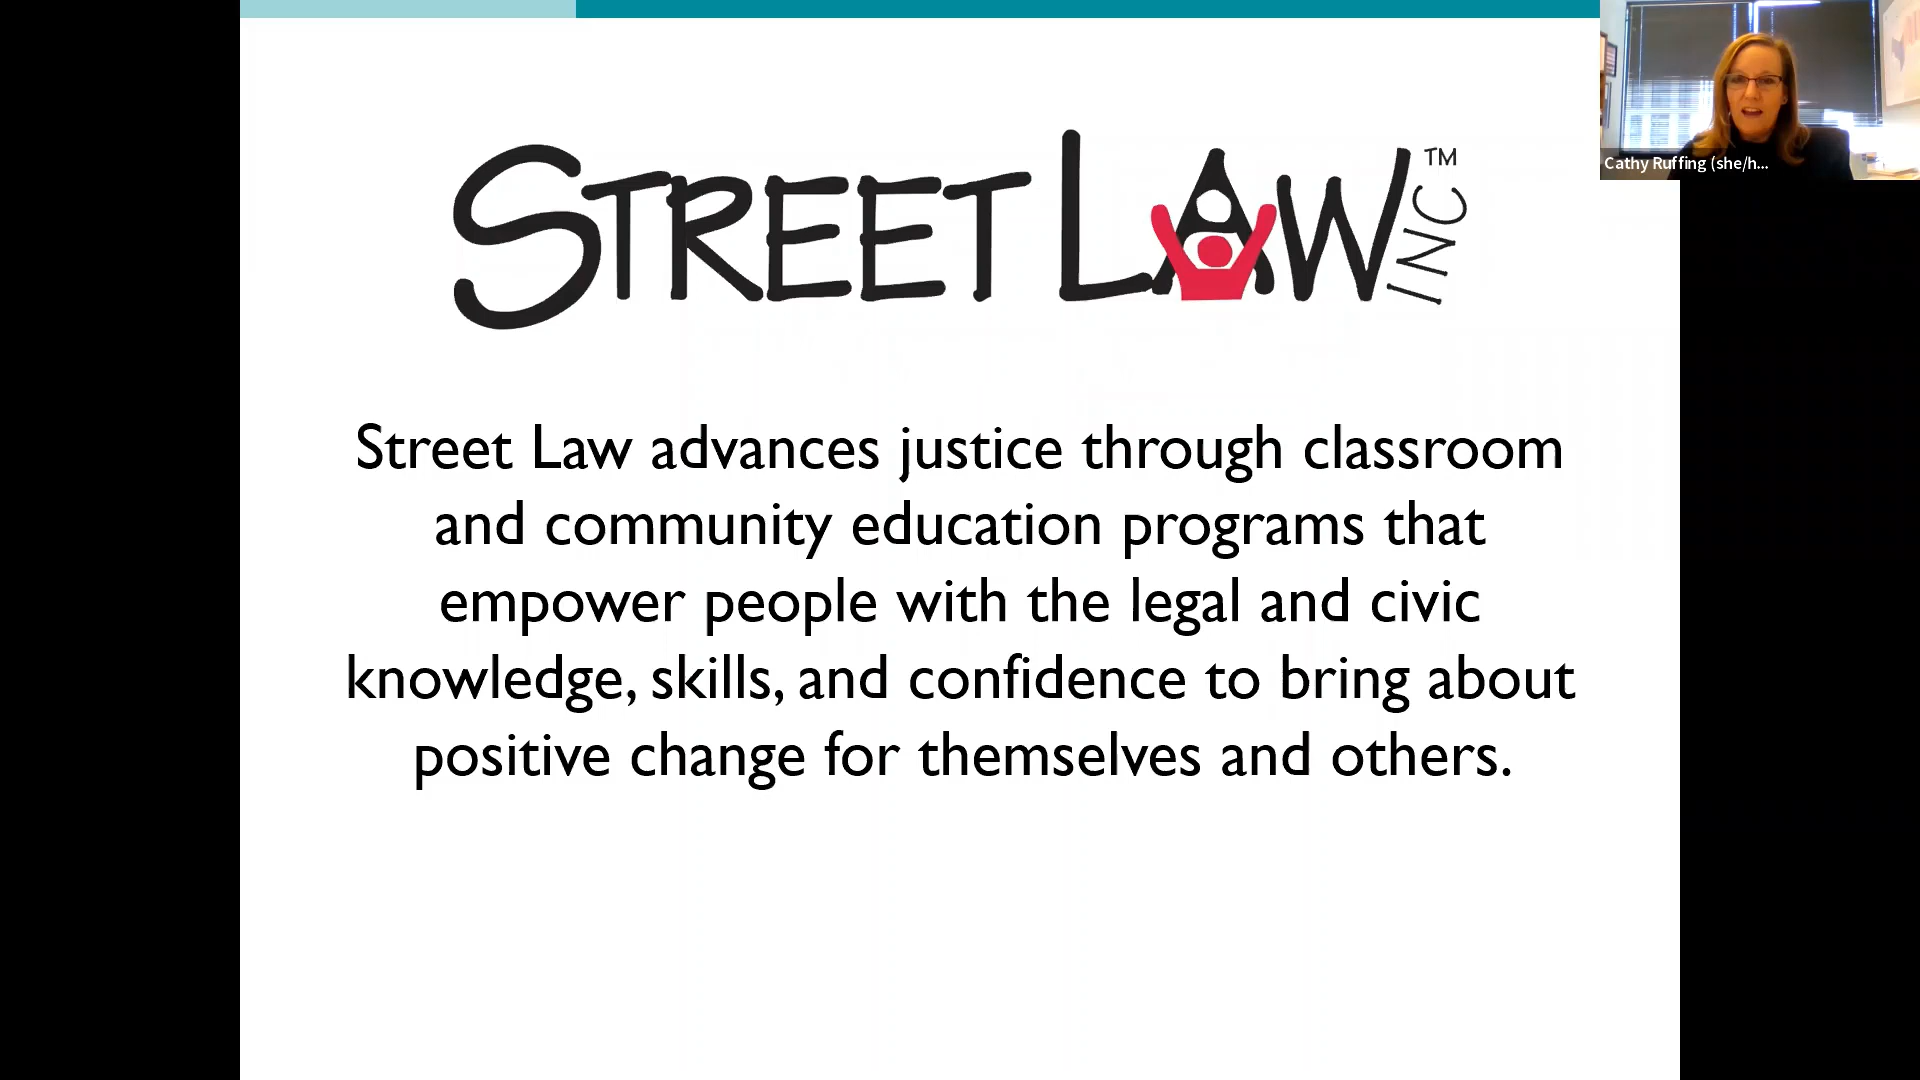 STREET LAW INC ™
Cathy Ruffing (she/h...
Street Law advances justice through classroom
and community education programs that
empower people with the legal and civic
knowledge, skills, and confidence to bring about
positive change for themselves and others.